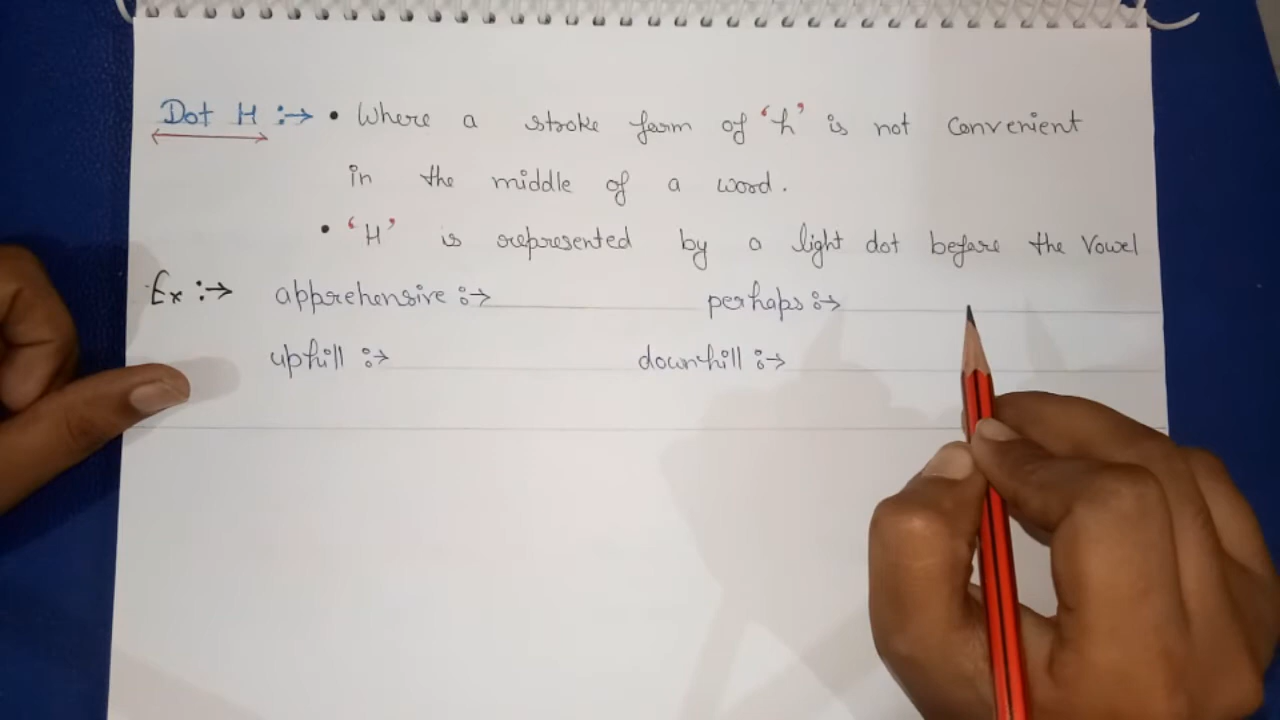 Dot H :→ • Where a stroke form of 'h' is not convenient
in the middle of a word.
• 'H' is represented by a light dot before the vowel
Ex :→ apprehensive :→ perhaps :→
uphill :→ downhill :→